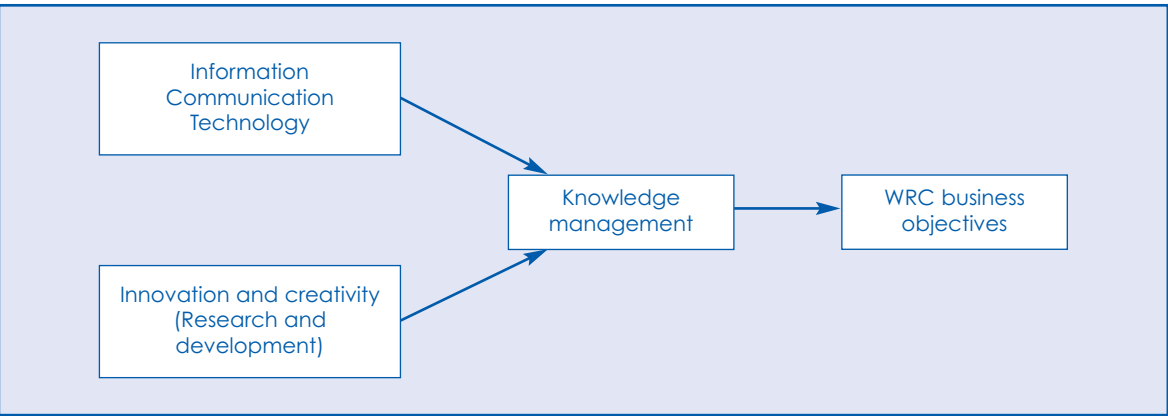 Information
Communication
Technology
Knowledge
management
WRC business
objectives
Innovation and creativity
(Research and
development)